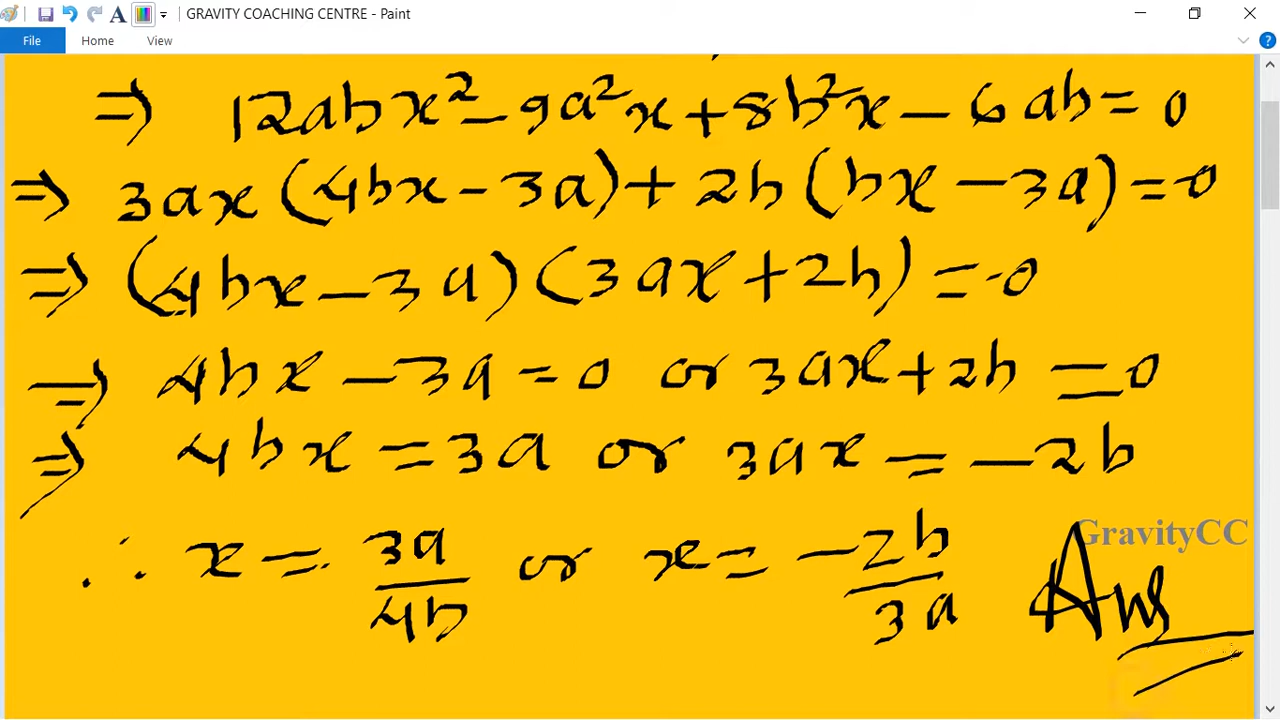 GRAVITY COACHING CENTRE - Paint
File Home View
⇒ 12abx² - 9a²x + 8b²x - 6ab = 0
⇒ 3ax (4bx - 3a) + 2b (bx - 3a) = 0
⇒ (4bx - 3a) (3ax + 2b) = 0
⇒ 4bx - 3a = 0 or 3ax + 2b = 0
⇒ 4bx = 3a or 3ax = -2b
∴ x = 3a/4b or x = -2b/3a Ans
GravityCC